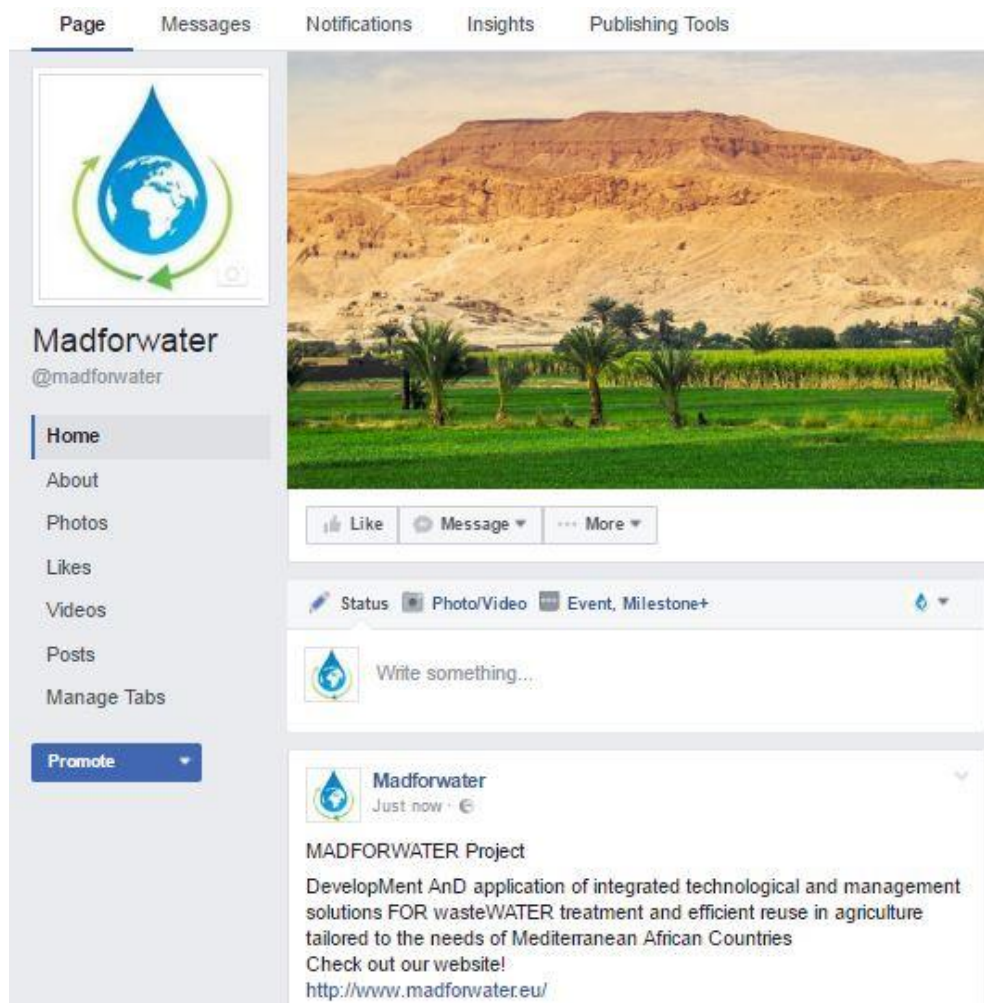 Page Messages Notifications Insights Publishing Tools
Madforwater
@madforwater
Home
About
Photos
Likes
Videos
Posts
Manage Tabs
Promote
Like Message More
Status Photo/Video Event, Milestone+
Write something...
Madforwater
Just now ·
MADFORWATER Project
DevelopMent AnD application of integrated technological and management
solutions FOR wasteWATER treatment and efficient reuse in agriculture
tailored to the needs of Mediterranean African Countries
Check out our website!
http://www.madforwater.eu/